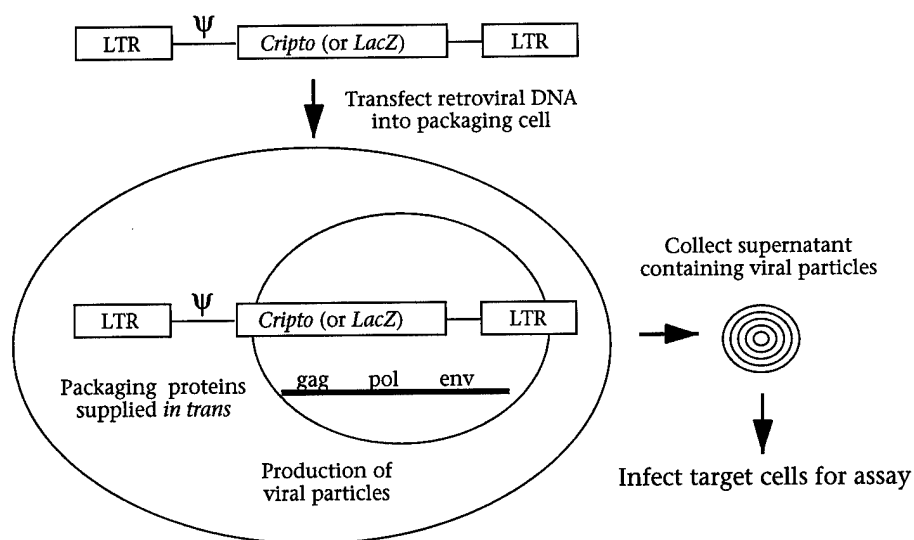 Ψ
LTR Cripto (or LacZ) LTR
Transfect retroviral DNA
into packaging cell
Collect supernatant
containing viral particles
Ψ
LTR Cripto (or LacZ) LTR
gag pol env
Packaging proteins
supplied in trans
Production of
viral particles
Infect target cells for assay